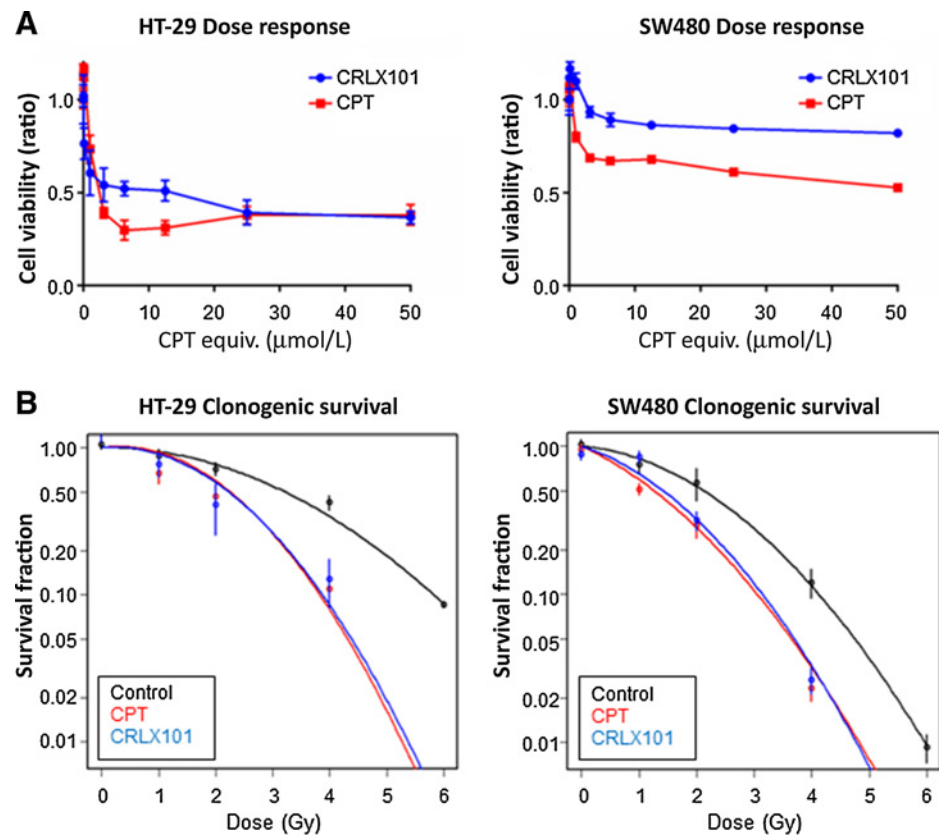 A
HT-29 Dose response
CRLX101
CPT
1.0
0.5
0.0
Cell viability (ratio)
0 10 20 30 40 50
CPT equiv. (μmol/L)
SW480 Dose response
CRLX101
CPT
1.0
0.5
0.0
Cell viability (ratio)
0 10 20 30 40 50
CPT equiv. (μmol/L)
B
HT-29 Clonogenic survival
1.00
0.50
0.20
0.10
0.05
0.02
0.01
Survival fraction
Control
CPT
CRLX101
0 1 2 3 4 5 6
Dose (Gy)
SW480 Clonogenic survival
1.00
0.50
0.20
0.10
0.05
0.02
0.01
Survival fraction
Control
CPT
CRLX101
0 1 2 3 4 5 6
Dose (Gy)